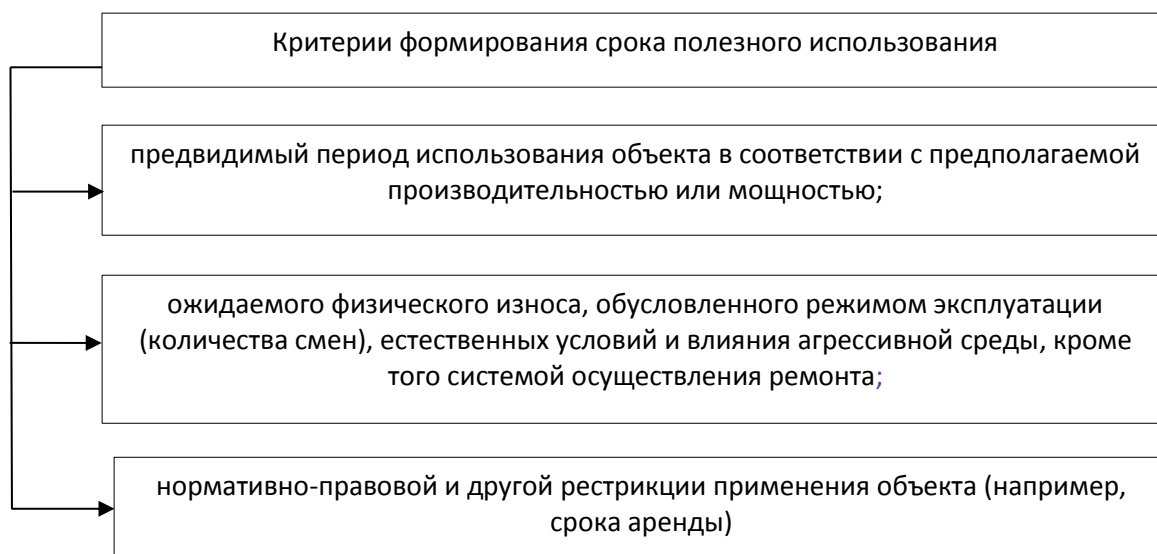 Критерии формирования срока полезного использования
предвидимый период использования объекта в соответствии с предполагаемой
производительностью или мощностью;
ожидаемого физического износа, обусловленного режимом эксплуатации
(количества смен), естественных условий и влияния агрессивной среды, кроме
того системой осуществления ремонта;
нормативно-правовой и другой рестрикции применения объекта (например,
срока аренды)